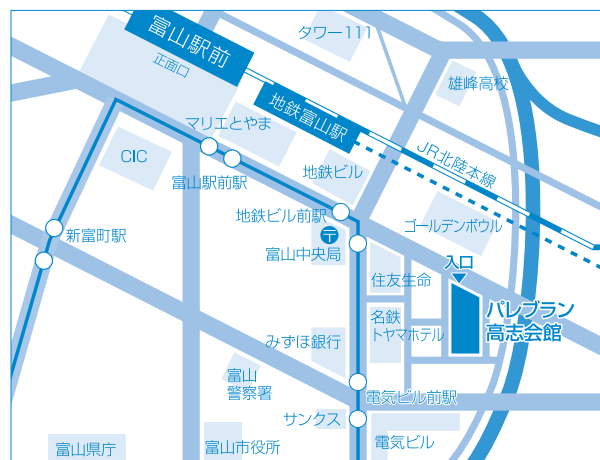 タワー111
富山駅前
正面口
雄峰高校
地鉄富山駅
マリエとやま
JR北陸本線
CIC
地鉄ビル
富山駅前駅
地鉄ビル前駅
ゴールデンボウル
新富町駅
〒
富山中央局
入口
住友生命
パレブラン
高志会館
名鉄
トヤマホテル
みずほ銀行
富山
警察署
電気ビル前駅
サンクス
富山県庁
富山市役所
電気ビル